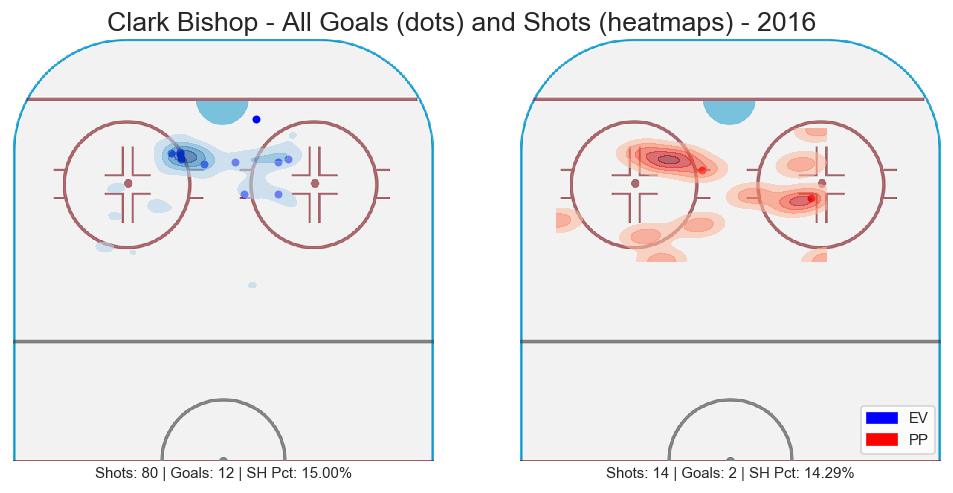 Clark Bishop - All Goals (dots) and Shots (heatmaps) - 2016
EV
PP
Shots: 80 | Goals: 12 | SH Pct: 15.00%
Shots: 14 | Goals: 2 | SH Pct: 14.29%